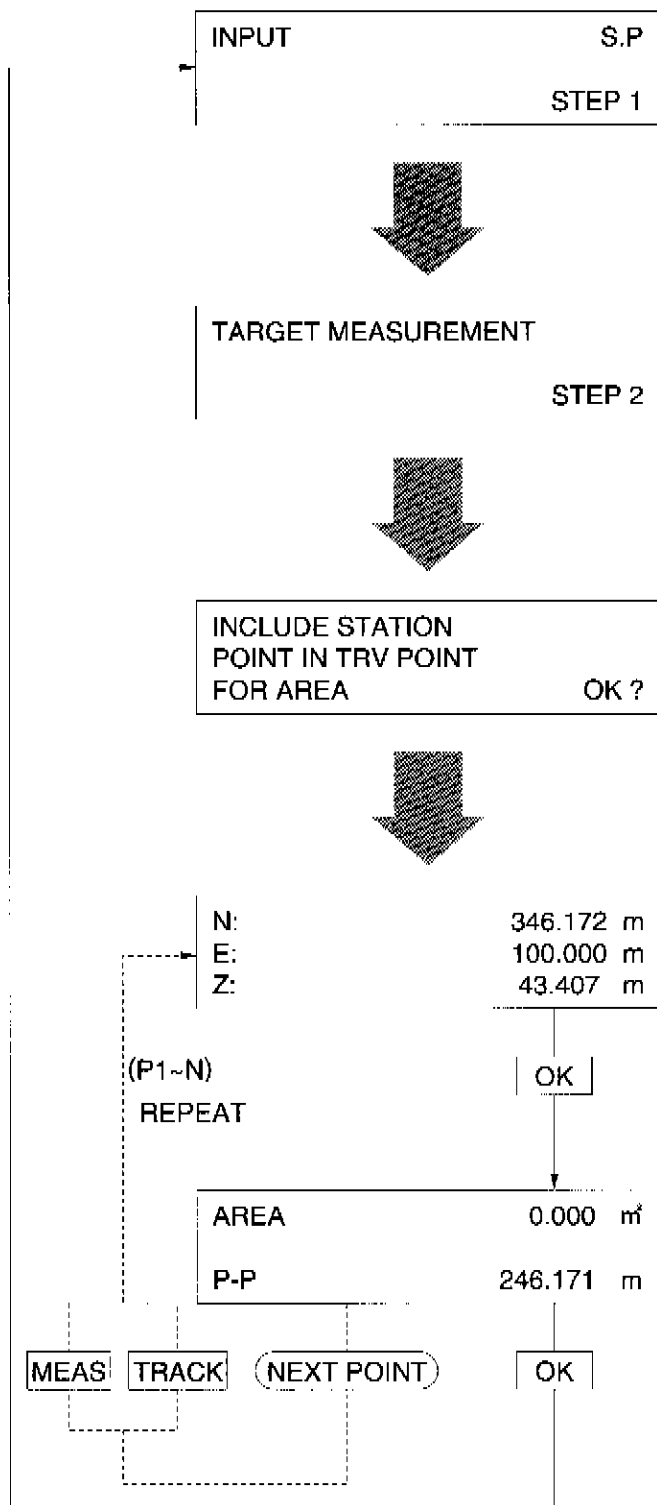 INPUT S.P
STEP 1
TARGET MEASUREMENT
STEP 2
INCLUDE STATION
POINT IN TRV POINT
FOR AREA OK ?
N: 346.172 m
E: 100.000 m
Z: 43.407 m
(P1~N)
REPEAT
OK
AREA 0.000 m²
P-P 246.171 m
MEAS TRACK NEXT POINT OK